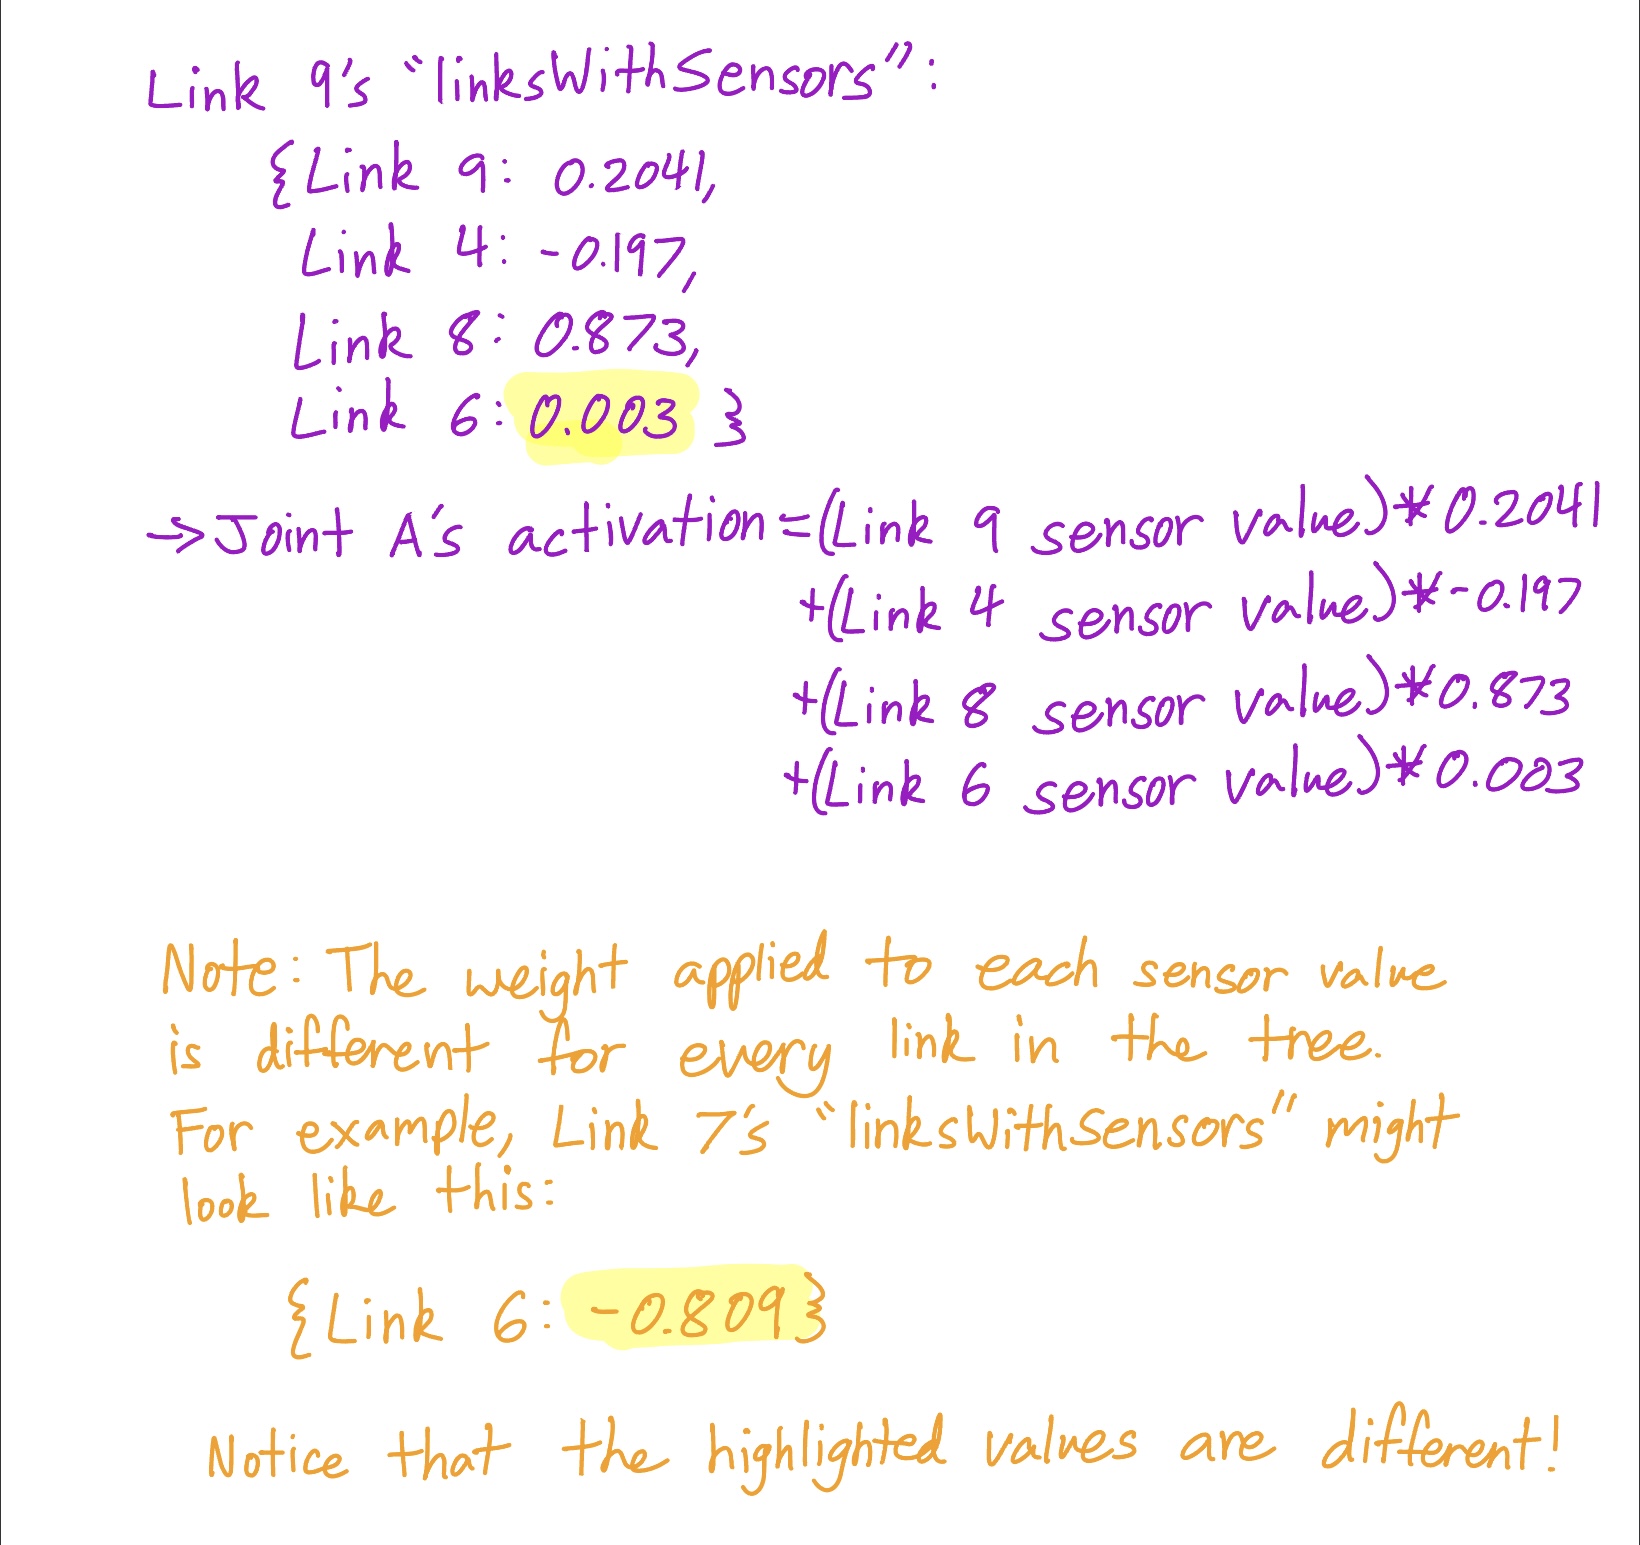 Link 9's "linksWithSensors":
{Link 9: 0.2041,
Link 4: -0.197,
Link 8: 0.873,
Link 6: 0.003 }
→Joint A's activation=(Link 9 sensor value)*0.2041
+(Link 4 sensor value)*-0.197
+(Link 8 sensor value)*0.873
+(Link 6 sensor value)*0.003
Note: The weight applied to each sensor value
is different for every link in the tree.
For example, Link 7's "linksWithSensors" might
look like this:
{Link 6: -0.809}
Notice that the highlighted values are different!